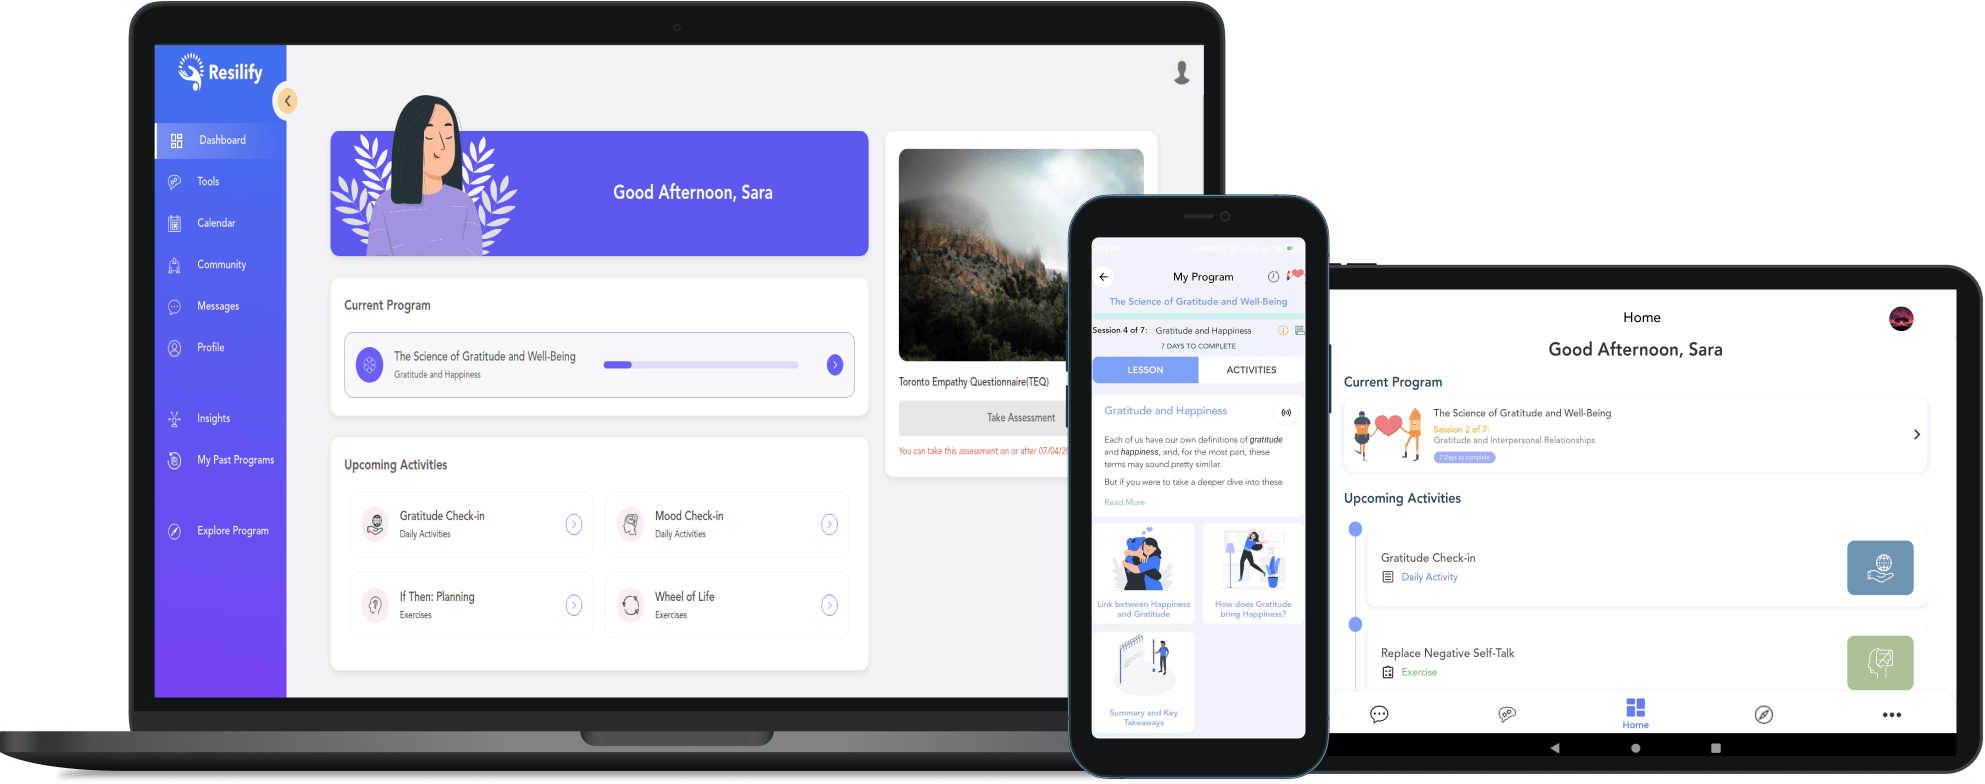 Resilify
Dashboard
Tools
Calendar
Community
Messages
Profile
Insights
My Past Programs
Explore Program
Good Afternoon, Sara
Current Program
The Science of Gratitude and Well-Being
Gratitude and Happiness
Upcoming Activities
Gratitude Check-in
Daily Activities
Mood Check-in
Daily Activities
If Then: Planning
Exercises
Wheel of Life
Exercises
Toronto Empathy Questionnaire(TEQ)
Take Assessment
You can take this assessment on or after 07/04/20
My Program
The Science of Gratitude and Well-Being
Session 4 of 7: Gratitude and Happiness
7 DAYS TO COMPLETE
LESSON ACTIVITIES
Gratitude and Happiness
Each of us have our own definitions of gratitude
and happiness, and, for the most part, these
terms may sound pretty similar.
But if you were to take a deeper dive into these
Read More
Link between Happiness
and Gratitude
How does Gratitude
bring Happiness?
Summary and Key
Takeaways
Home
Good Afternoon, Sara
Current Program
The Science of Gratitude and Well-Being
Session 2 of 7:
Gratitude and Interpersonal Relationships
7 Days to complete
Upcoming Activities
Gratitude Check-in
Daily Activity
Replace Negative Self-Talk
Exercise
Home